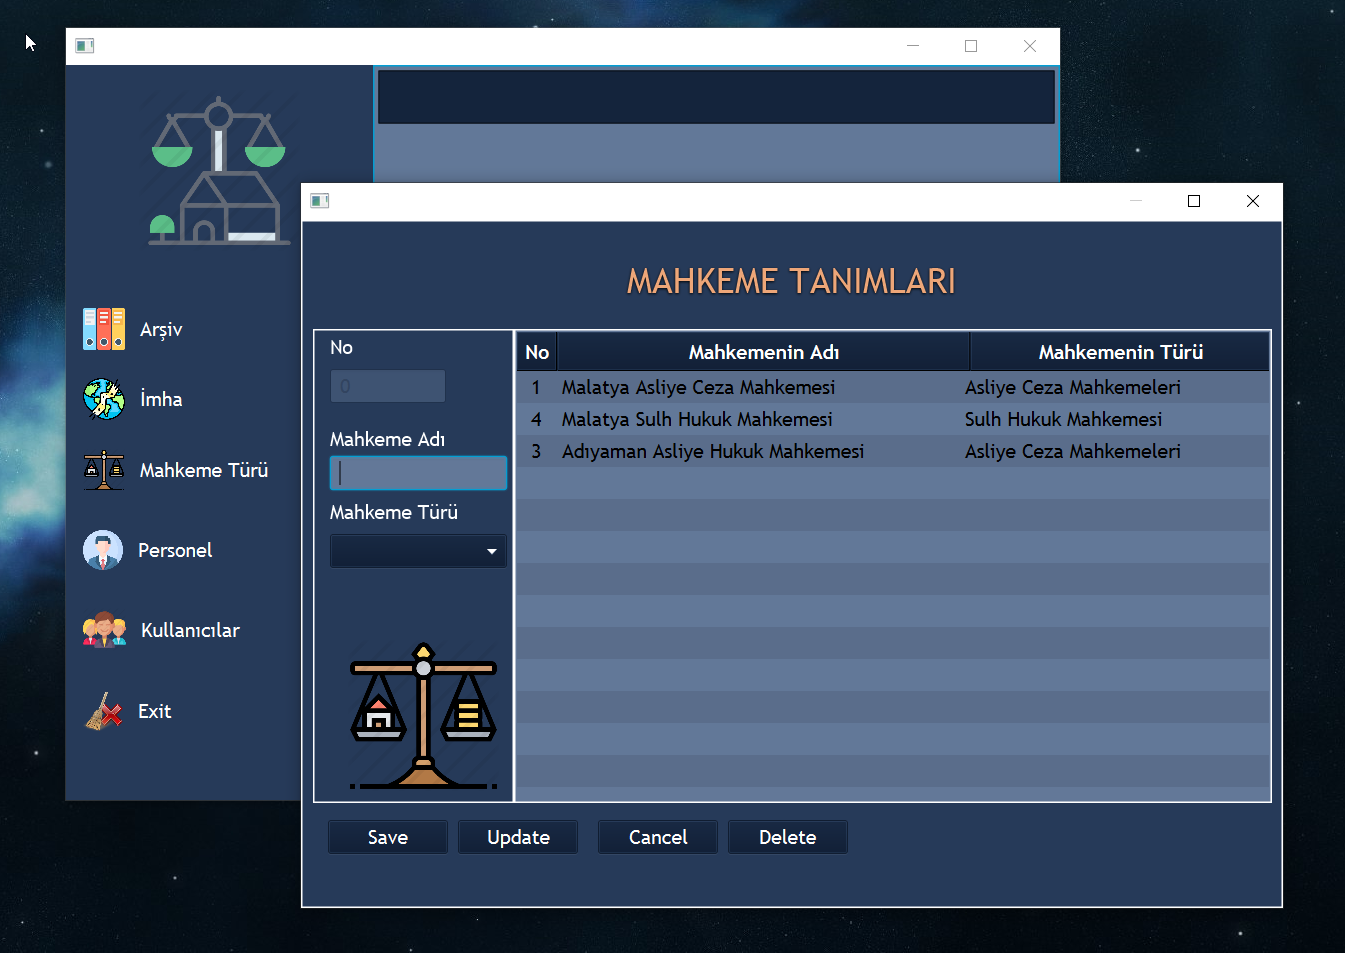 Arşiv
İmha
Mahkeme Türü
Personel
Kullanıcılar
Exit
MAHKEME TANIMLARI
No
0
Mahkeme Adı
Mahkeme Türü
No Mahkemenin Adı Mahkemenin Türü
1 Malatya Asliye Ceza Mahkemesi Asliye Ceza Mahkemeleri
4 Malatya Sulh Hukuk Mahkemesi Sulh Hukuk Mahkemesi
3 Adıyaman Asliye Hukuk Mahkemesi Asliye Ceza Mahkemeleri
Save Update Cancel Delete